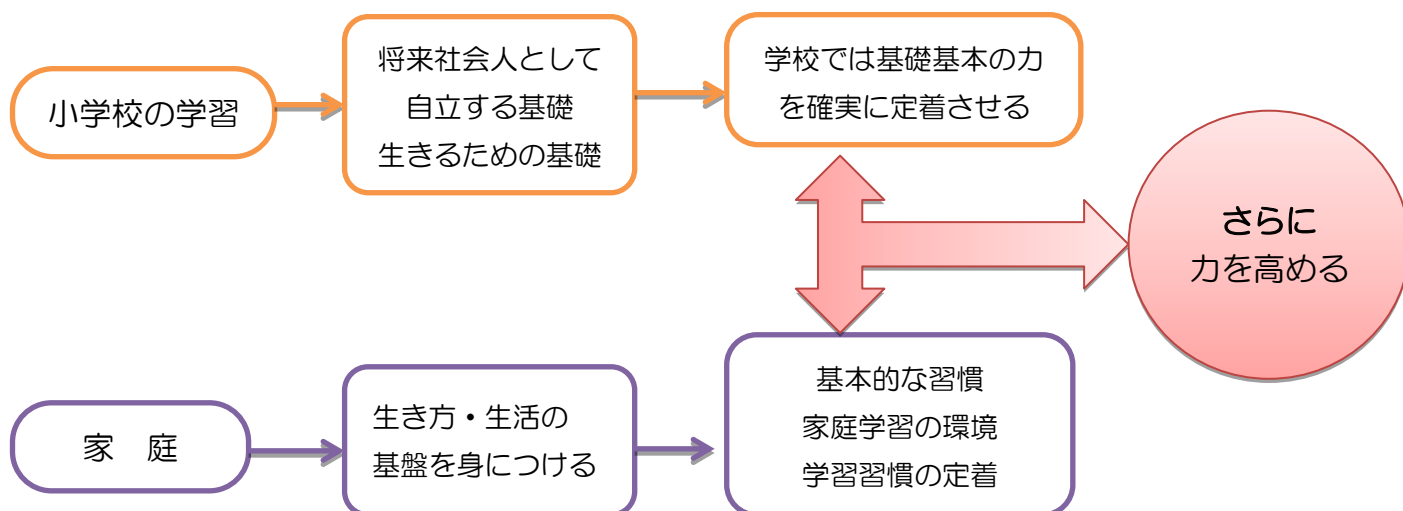 小学校の学習
将来社会人として
自立する基礎
生きるための基礎
学校では基礎基本の力
を確実に定着させる
さらに
力を高める
家　庭
生き方・生活の
基盤を身につける
基本的な習慣
家庭学習の環境
学習習慣の定着